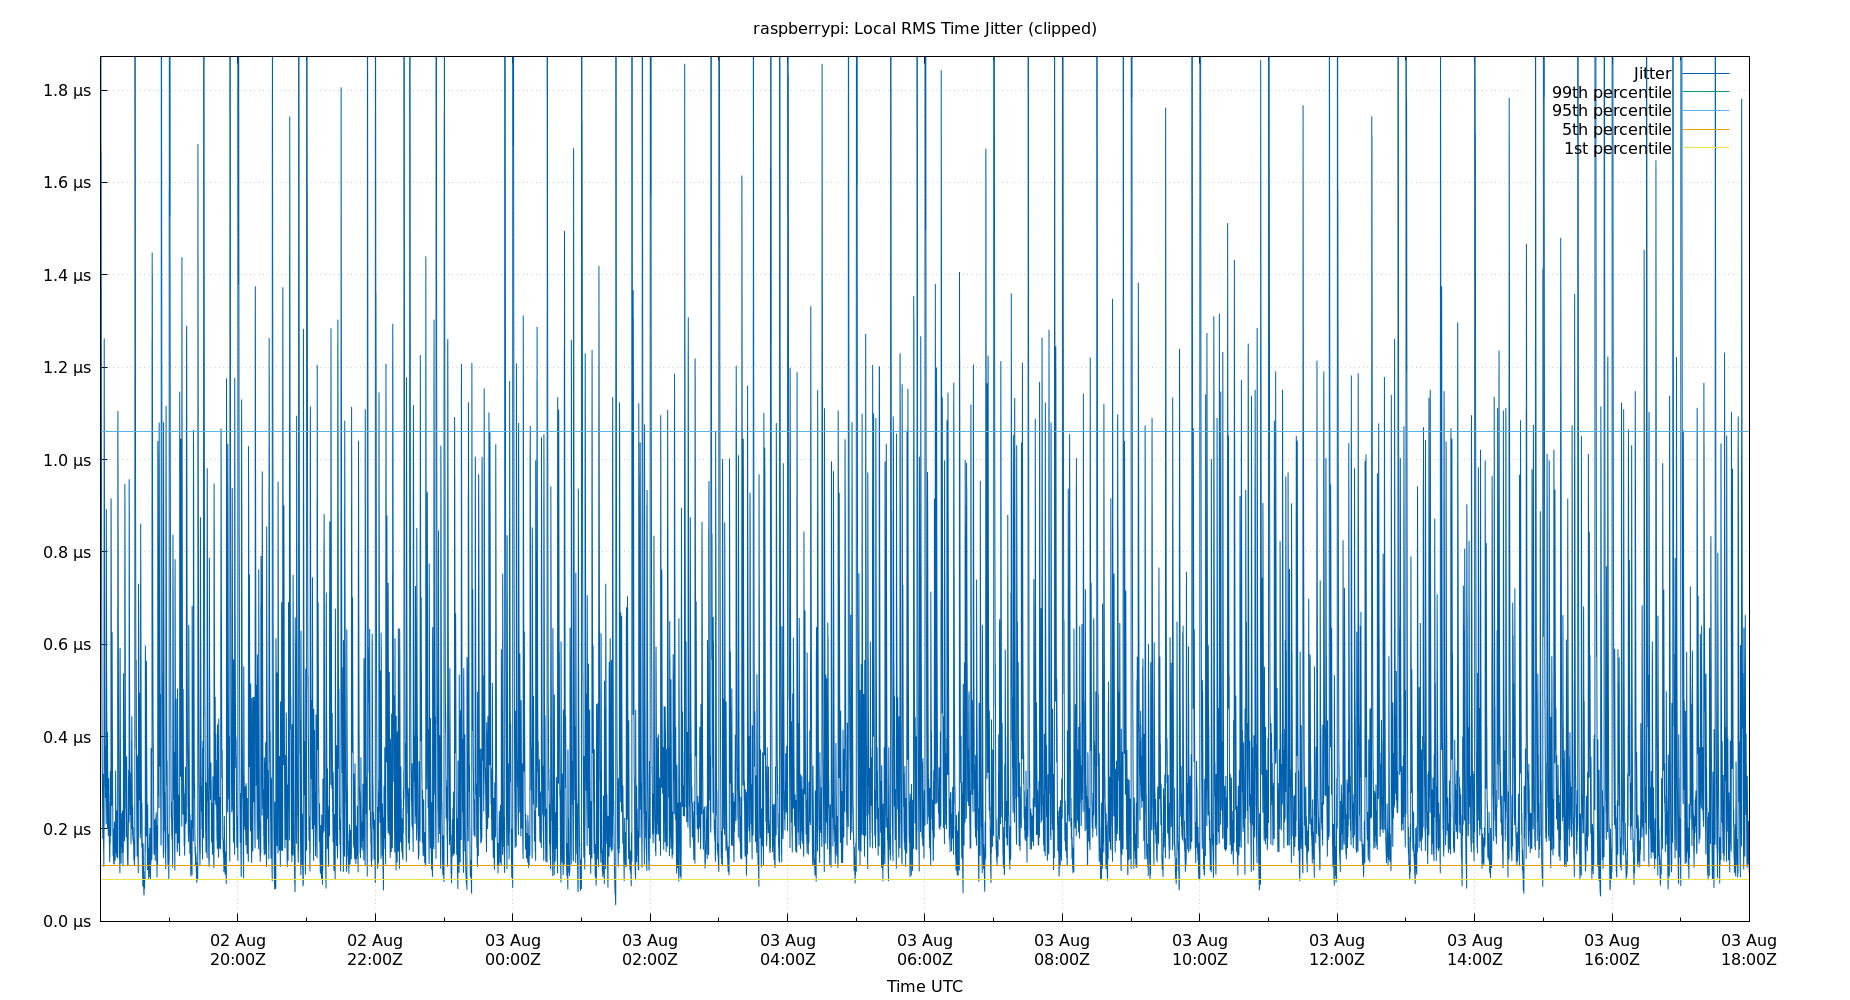 raspberrypi: Local RMS Time Jitter (clipped)
1.8 µs
1.6 µs
1.4 µs
1.2 µs
1.0 µs
0.8 µs
0.6 µs
0.4 µs
0.2 µs
0.0 µs
Jitter
99th percentile
95th percentile
5th percentile
1st percentile
02 Aug
20:00Z
02 Aug
22:00Z
03 Aug
00:00Z
03 Aug
02:00Z
03 Aug
04:00Z
03 Aug
06:00Z
03 Aug
08:00Z
03 Aug
10:00Z
03 Aug
12:00Z
03 Aug
14:00Z
03 Aug
16:00Z
03 Aug
18:00Z
Time UTC